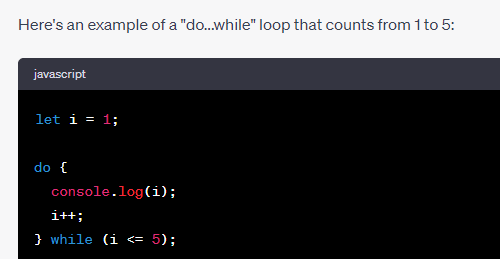 Here's an example of a "do...while" loop that counts from 1 to 5:
javascript
let i = 1;
do {
  console.log(i);
  i++;
} while (i <= 5);